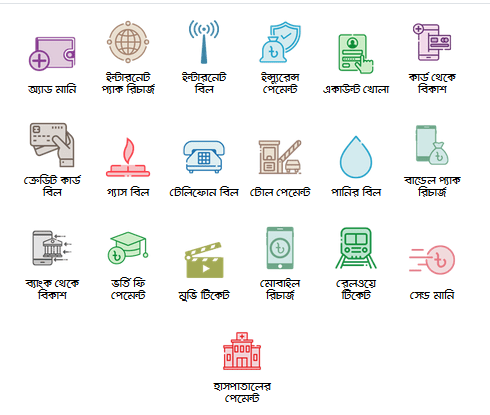 অ্যাড মানি
ইন্টারনেট
প্যাক রিচার্জ
ইন্টারনেট
বিল
ইন্স্যুরেন্স
পেমেন্ট
একাউন্ট খোলা
কার্ড থেকে
বিকাশ
ক্রেডিট কার্ড
বিল
গ্যাস বিল
টেলিফোন বিল
টোল পেমেন্ট
পানির বিল
বান্ডেল প্যাক
রিচার্জ
ব্যাংক থেকে
বিকাশ
ভর্তি ফি
পেমেন্ট
মুভি টিকেট
মোবাইল
রিচার্জ
রেলওয়ে
টিকেট
সেন্ড মানি
হাসপাতালের
পেমেন্ট